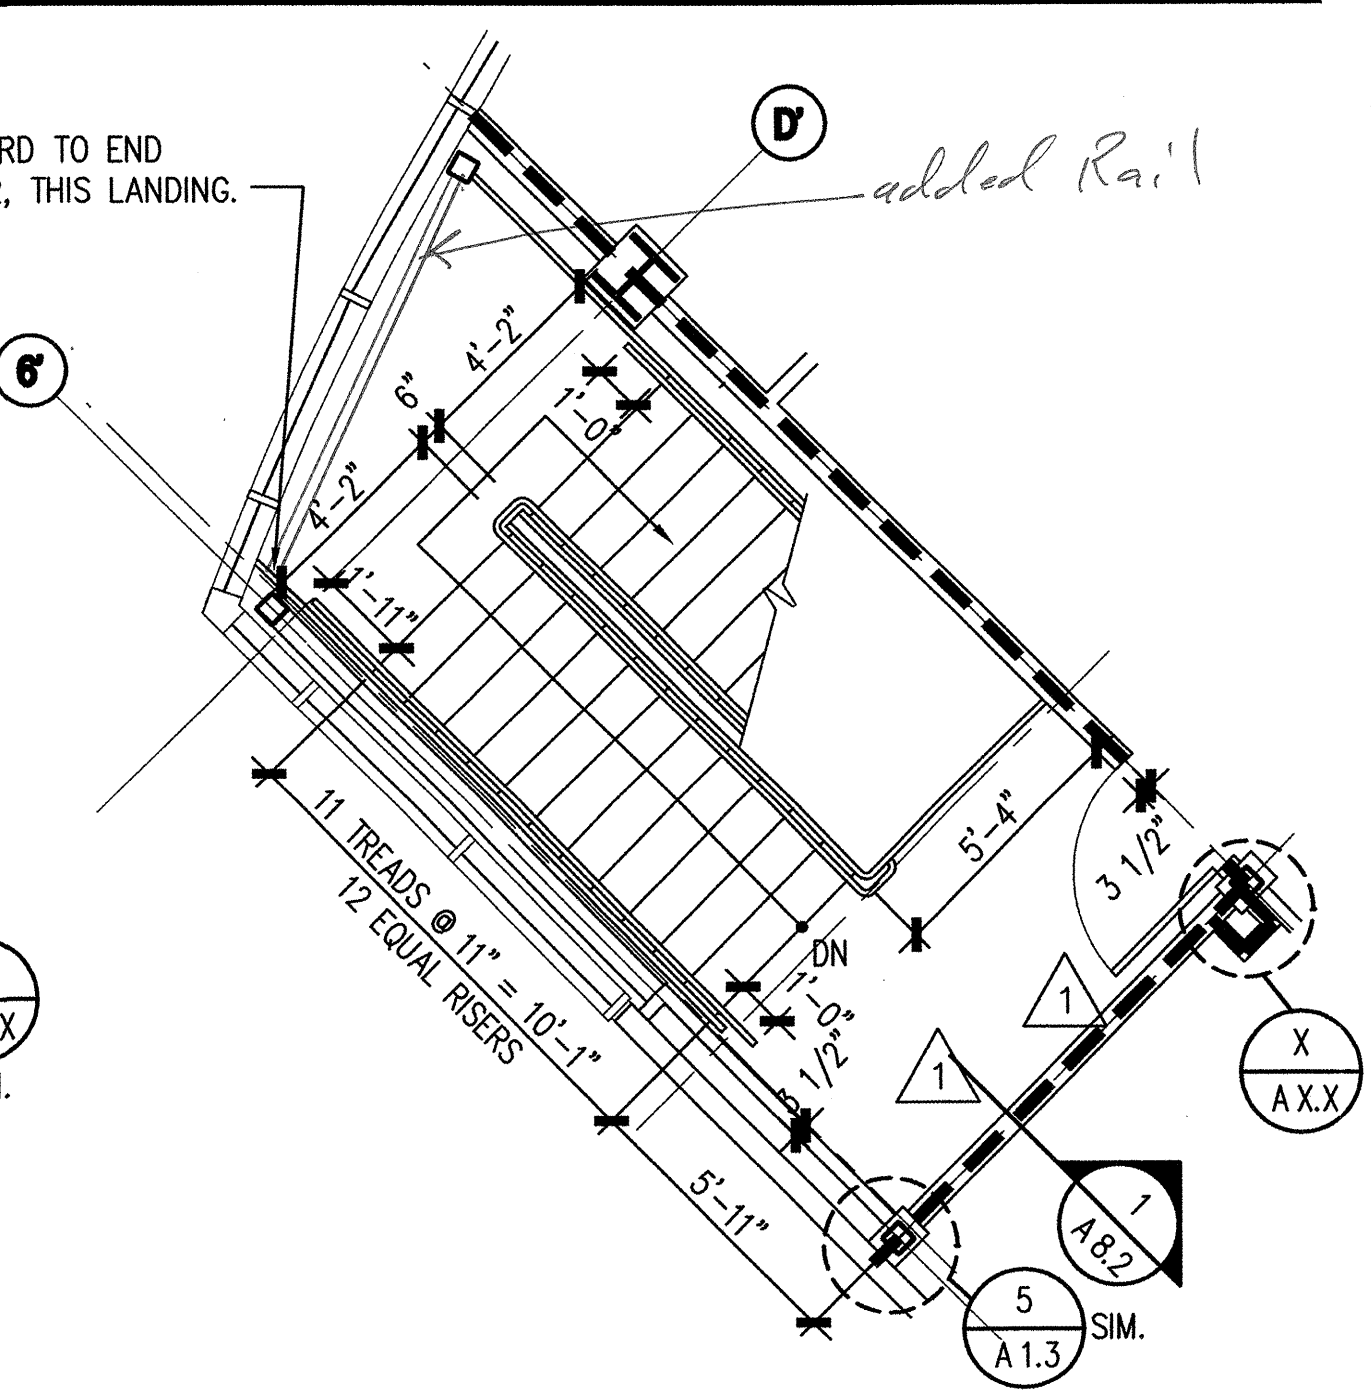 D'
RD TO END
, THIS LANDING.
added Rail
6'
4'-2"
6"
1'-0"
4'-2"
1'-11"
11 TREADS @ 11" = 10'-1"
12 EQUAL RISERS
5'-4"
3 1/2"
DN
1'-0"
3 1/2"
1
1
X
A X.X
X
5'-11"
1
A 8.2
5
A 1.3
SIM.